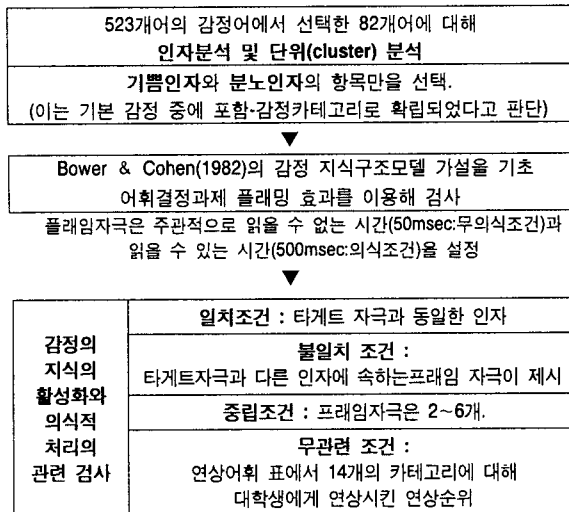 523개어의 감정어에서 선택한 82개어에 대해
인자분석 및 단위(cluster) 분석
기쁨인자와 분노인자의 항목만을 선택.
(이는 기본 감정 중에 포함-감정카테고리로 확립되었다고 판단)
▼
Bower & Cohen(1982)의 감정 지식구조모델 가설울 기초
어휘결정과제 플래밍 효과를 이용해 검사
플래임자극은 주관적으로 읽을 수 없는 시간(50msec:무의식조건)과
읽을 수 있는 시간(500msec:의식조건)을 설정
▼
감정의
지식의
활성화와
의식적
처리의
관련 검사
일치조건 : 타게트 자극과 동일한 인자
불일치 조건 :
타게트자극과 다른 인자에 속하는프래임 자극이 제시
중립조건 : 프래임자극은 2~6개.
무관련 조건 :
연상어휘 표에서 14개의 카테고리에 대해
대학생에게 연상시킨 연상순위